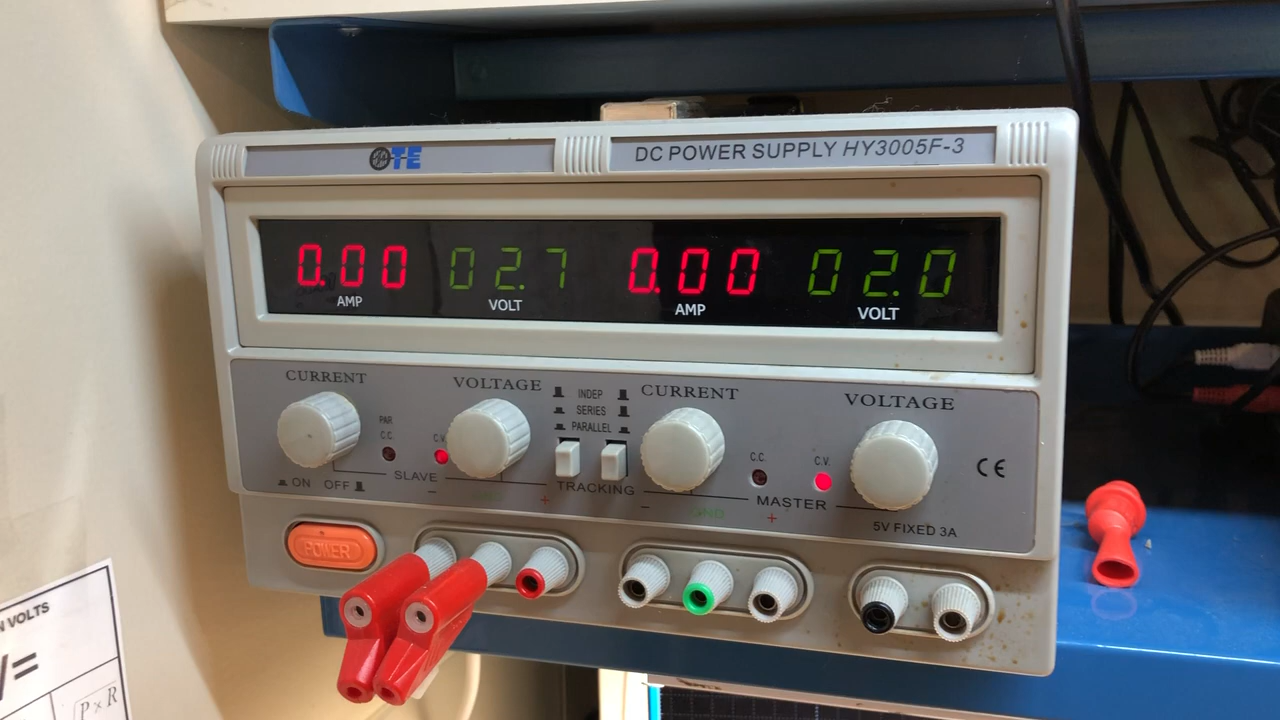 TE
DC POWER SUPPLY HY3005F-3
0.00
AMP
02.7
VOLT
0.00
AMP
02.0
VOLT
CURRENT
VOLTAGE
INDEP
SERIES
PARALLEL
CURRENT
VOLTAGE
PAR.
C.C.
C.V.
C.C.
C.V.
CE
ON OFF
SLAVE
TRACKING
MASTER
− +
− GND +
5V FIXED 3A
POWER
N VOLTS
V=
P × R